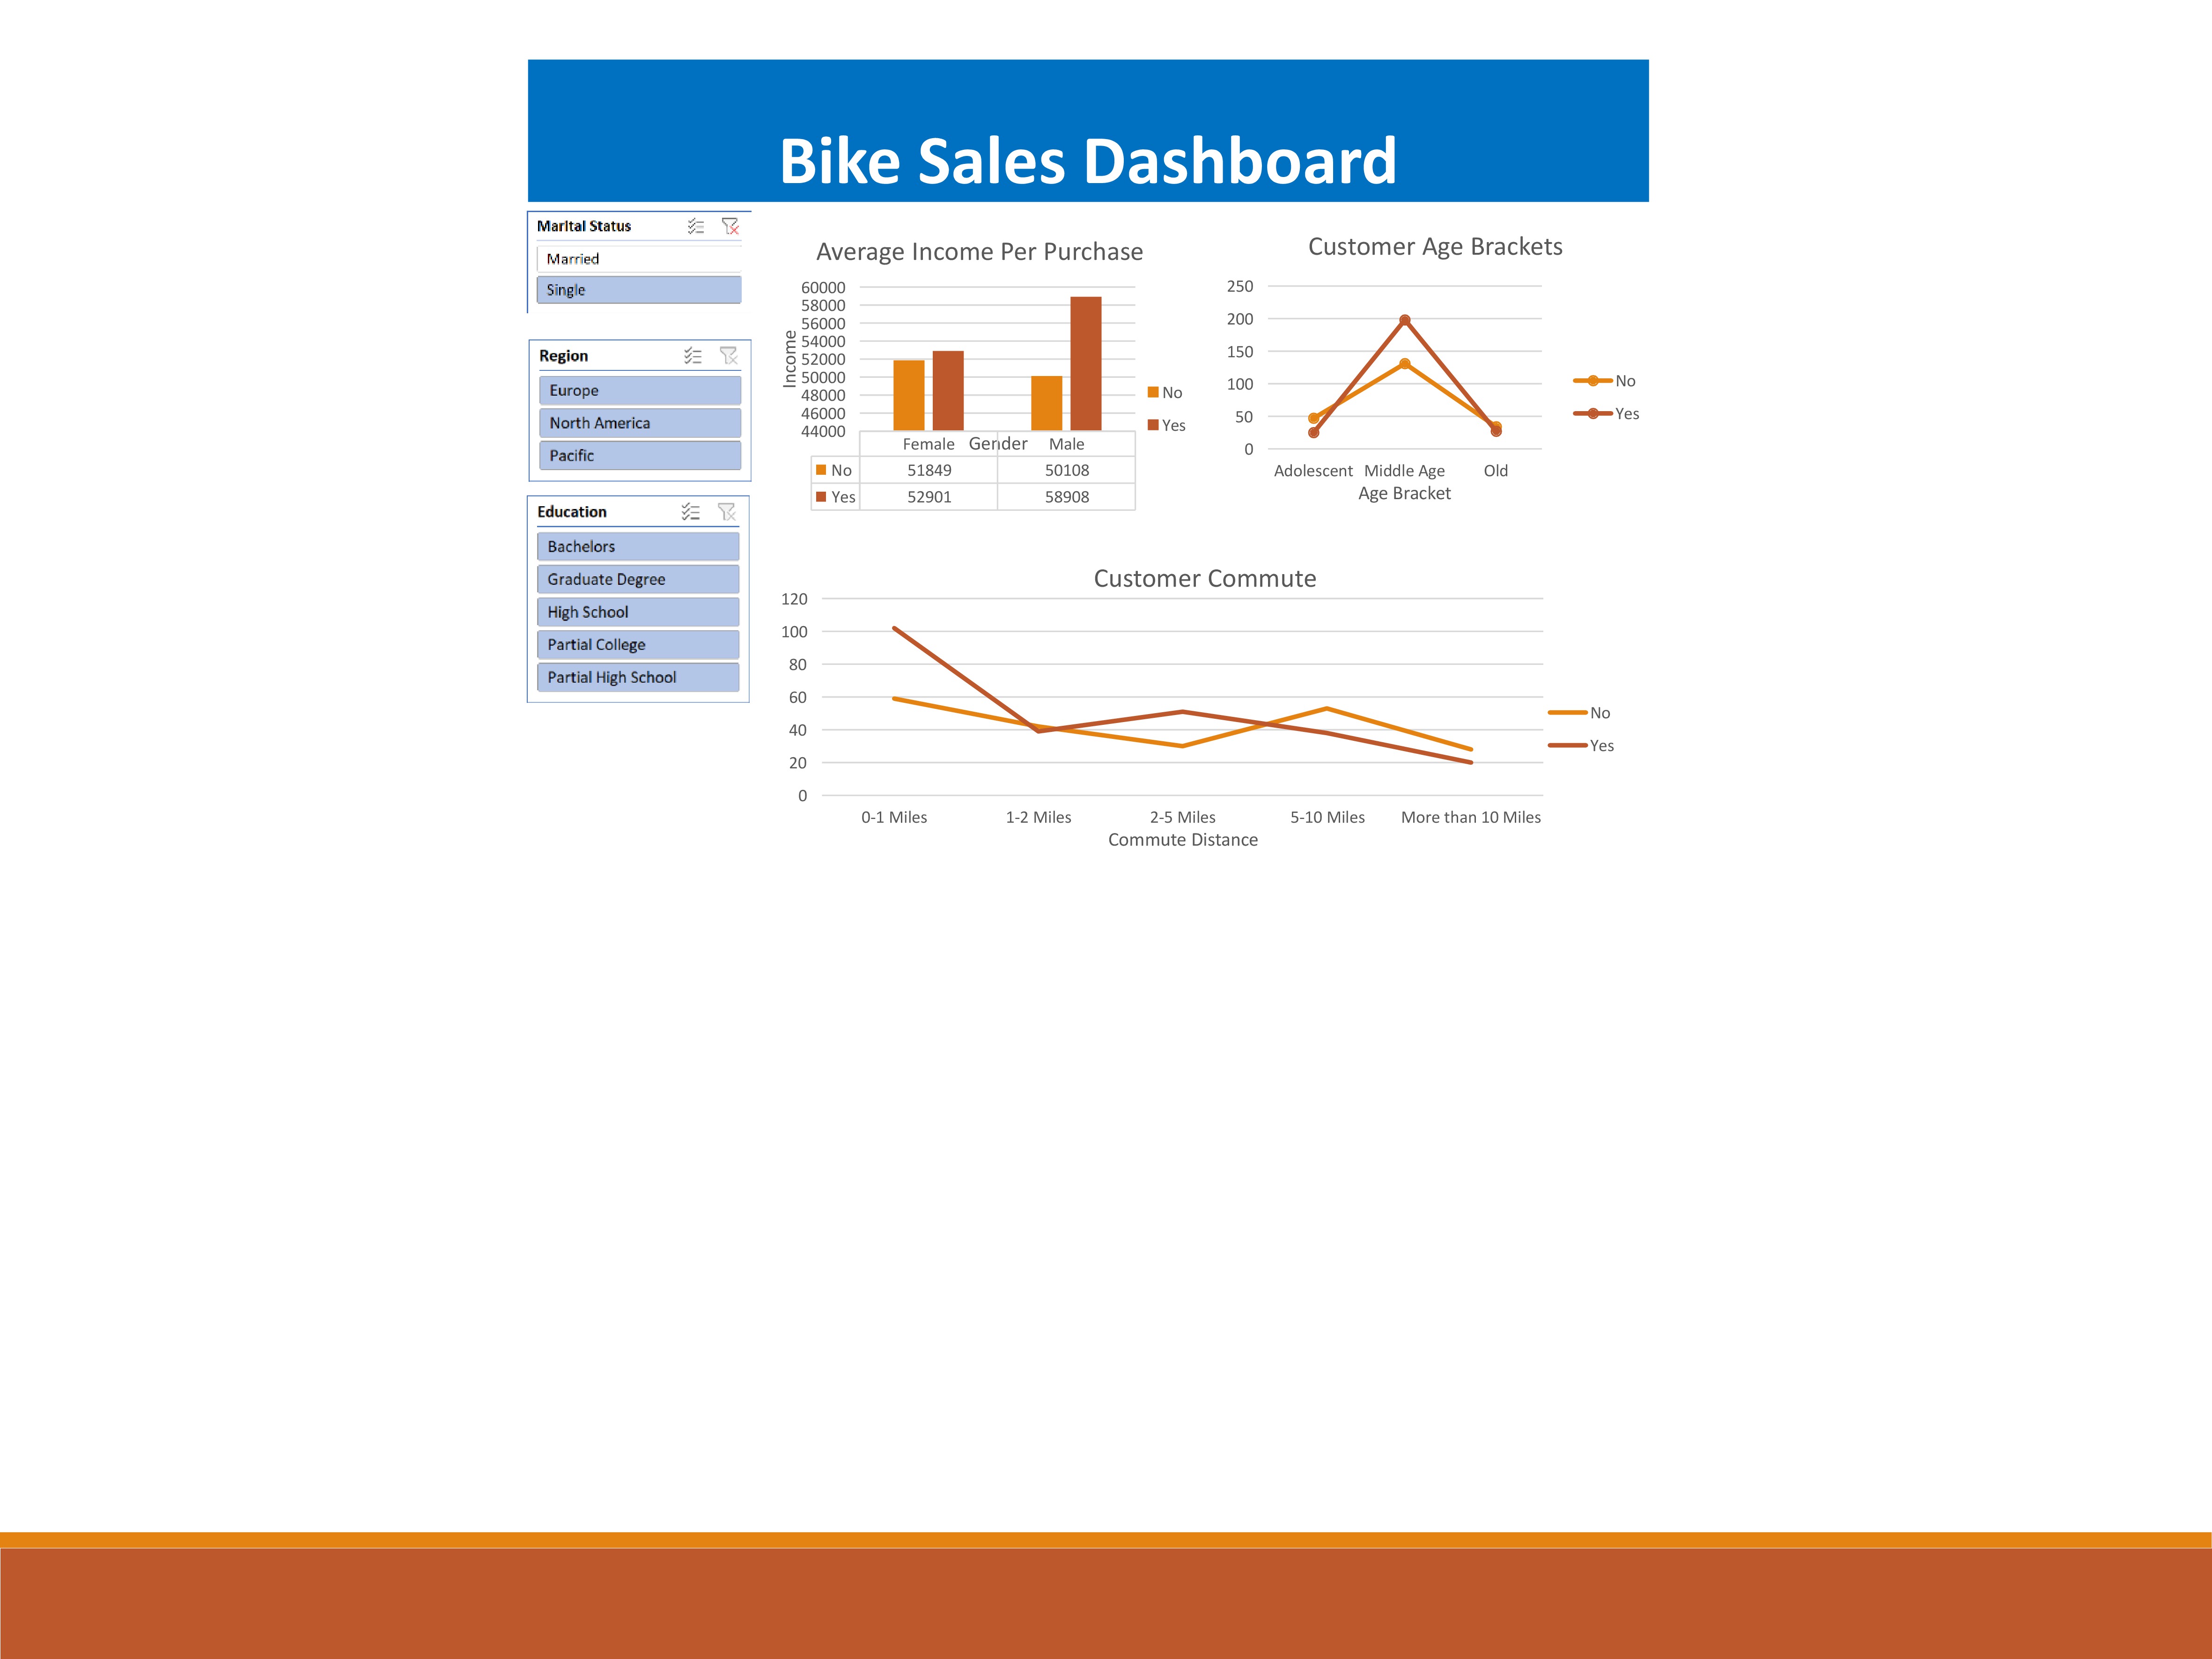 Bike Sales Dashboard
Marital Status
Married
Single
Region
Europe
North America
Pacific
Education
Bachelors
Graduate Degree
High School
Partial College
Partial High School
Average Income Per Purchase
60000
58000
56000
54000
52000
50000
48000
46000
44000
Income
Female Gender Male
No 51849 50108
Yes 52901 58908
No
Yes
Customer Age Brackets
250
200
150
100
50
0
Adolescent Middle Age Old
Age Bracket
No
Yes
Customer Commute
120
100
80
60
40
20
0
0-1 Miles 1-2 Miles 2-5 Miles 5-10 Miles More than 10 Miles
Commute Distance
No
Yes